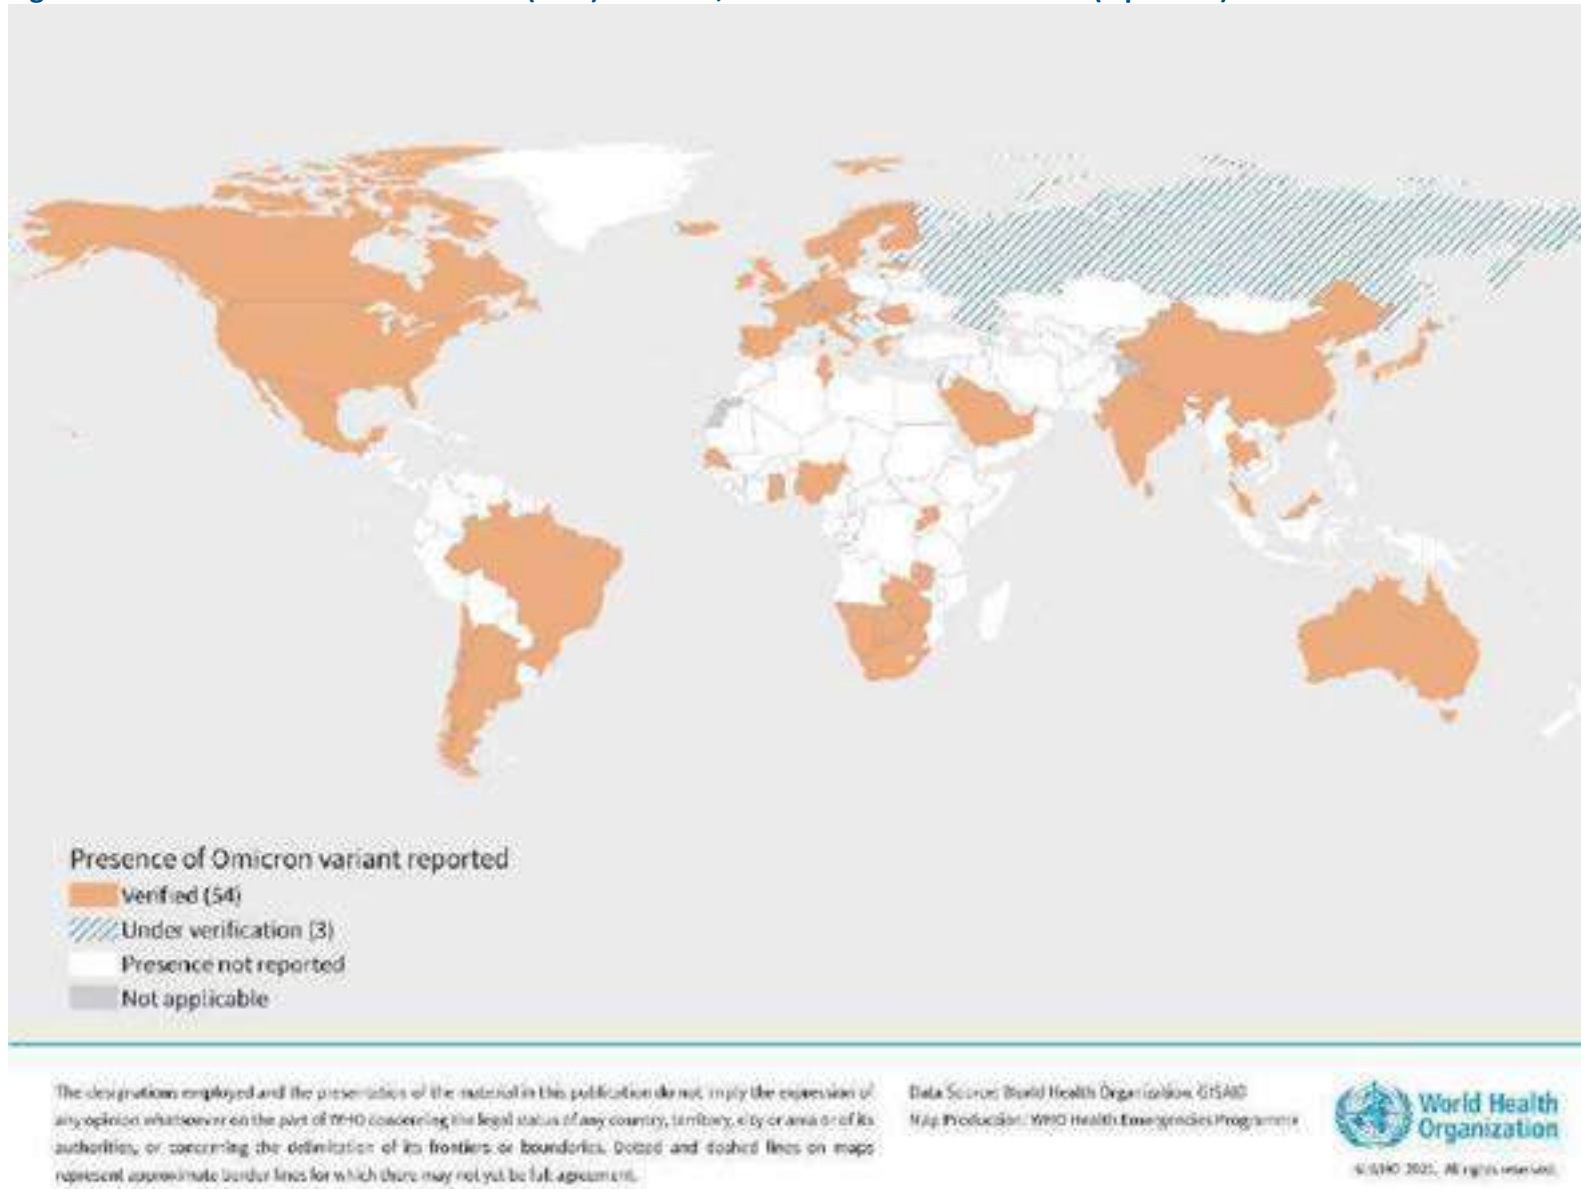 Presence of Omicron variant reported
Verified (54)
Under verification (3)
Presence not reported
Not applicable
The designations employed and the presentation of the material in this publication do not imply the expression of
any opinion whatsoever on the part of WHO concerning the legal status of any country, territory, city or area or of its
authorities, or concerning the delimitation of its frontiers or boundaries. Dotted and dashed lines on maps
represent approximate border lines for which there may not yet be full agreement.
Data Source: World Health Organization, GISAID
Map Production: WHO Health Emergencies Programme
World Health
Organization
© WHO 2021. All rights reserved.